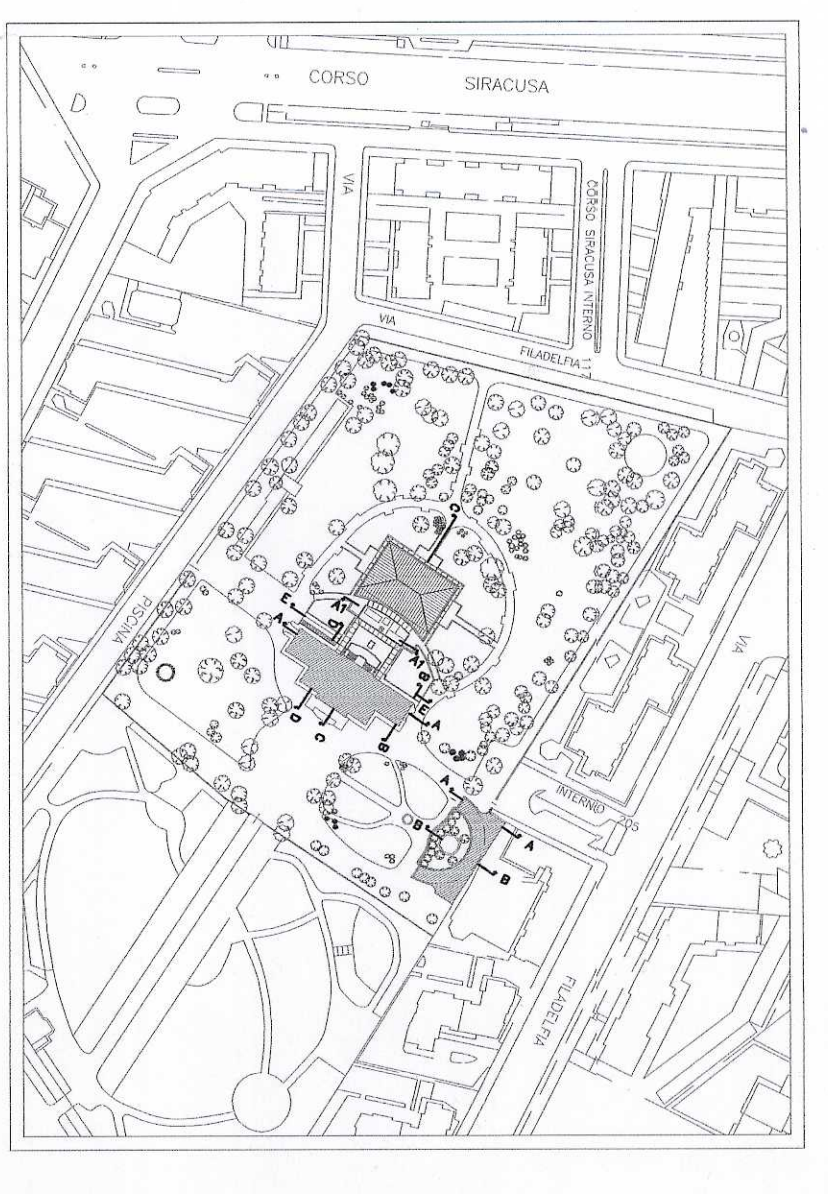 CORSO SIRACUSA
VIA
CORSO SIRACUSA INTERNO 117
VIA
FILADELFIA
C
PISCINA
E
A
A1
D
A1
B
E
A
D
C
B
VIA
A
INTERNO 205
B
A
B
FILADELFIA